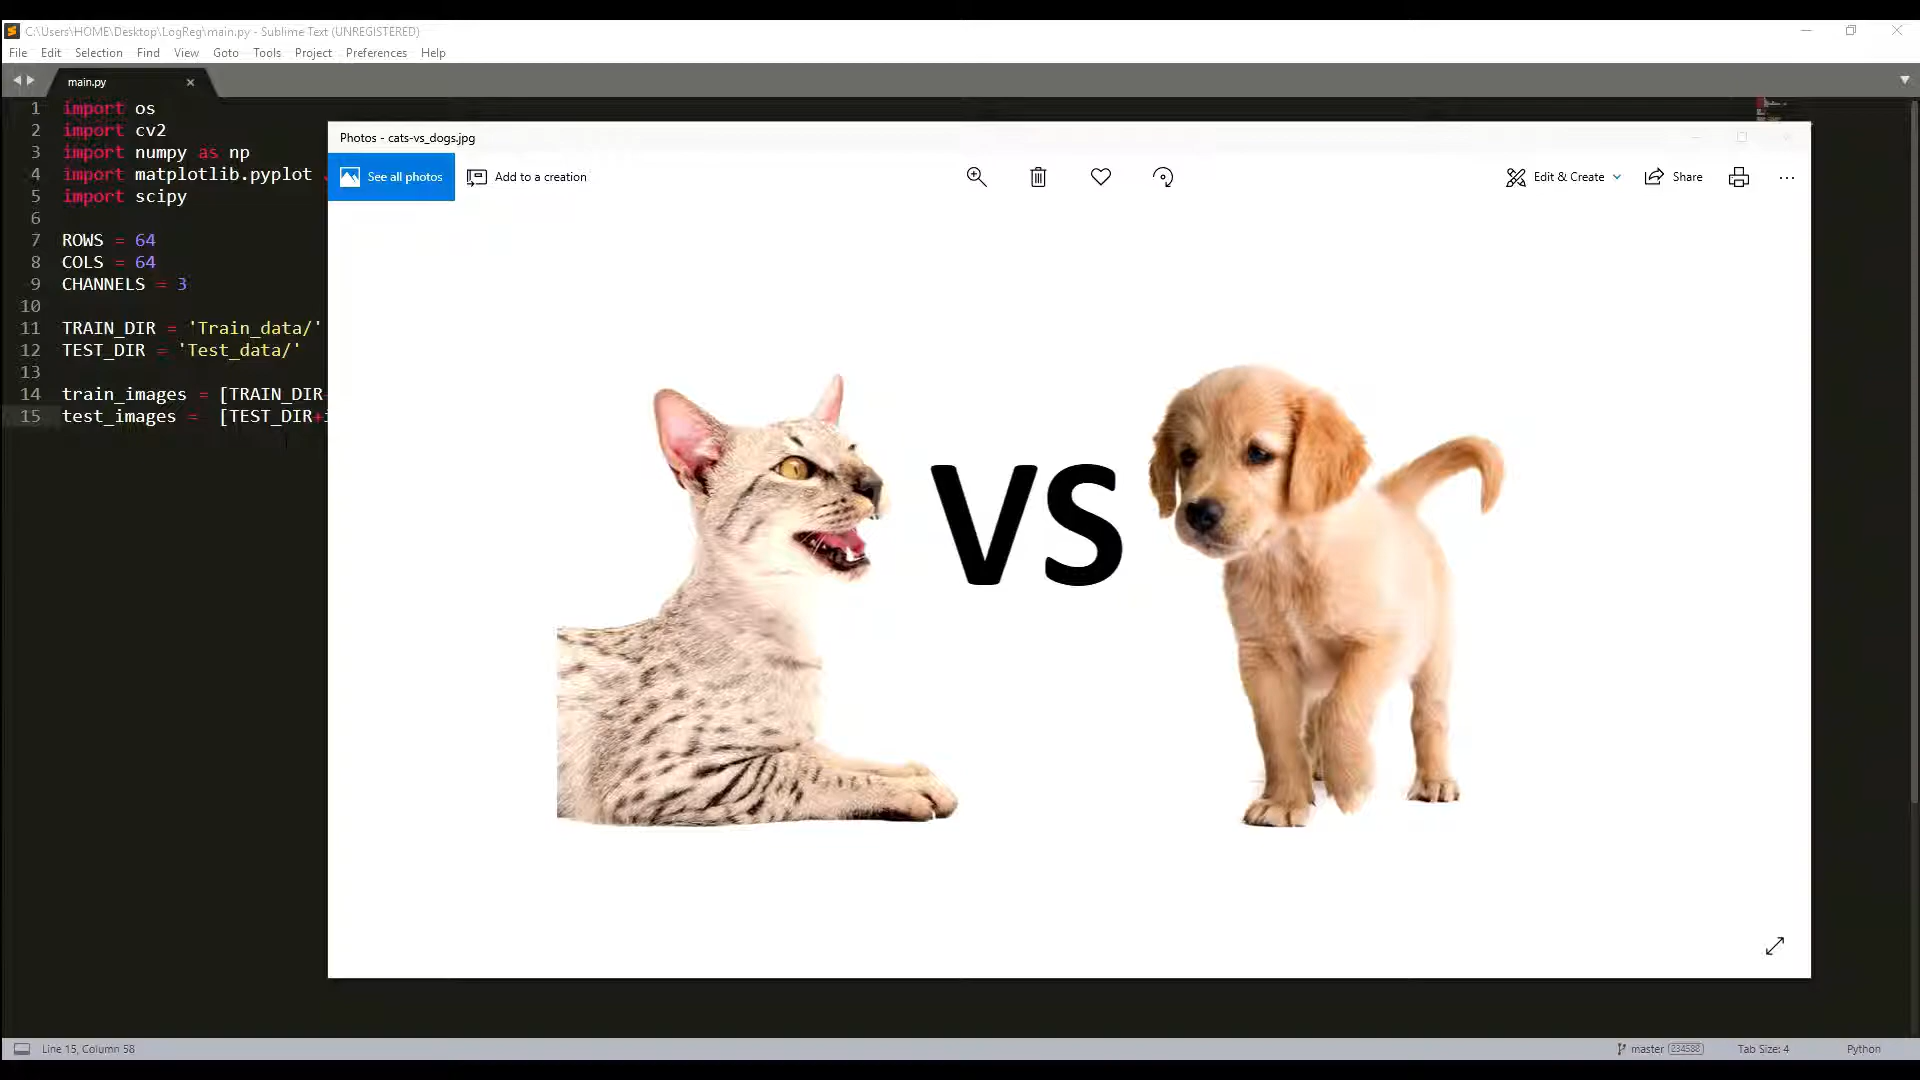 C:\Users\HOME\Desktop\LogReg\main.py - Sublime Text (UNREGISTERED)
File Edit Selection Find View Goto Tools Project Preferences Help
main.py
1 import os
2 import cv2
3 import numpy as np
4 import matplotlib.pyplot
5 import scipy
6
7 ROWS = 64
8 COLS = 64
9 CHANNELS = 3
10
11 TRAIN_DIR = 'Train_data/'
12 TEST_DIR = 'Test_data/'
13
14 train_images = [TRAIN_DIR
15 test_images = [TEST_DIR+i
Photos - cats-vs_dogs.jpg
See all photos Add to a creation Edit & Create Share
VS
Line 15, Column 58 master 234588 Tab Size: 4 Python